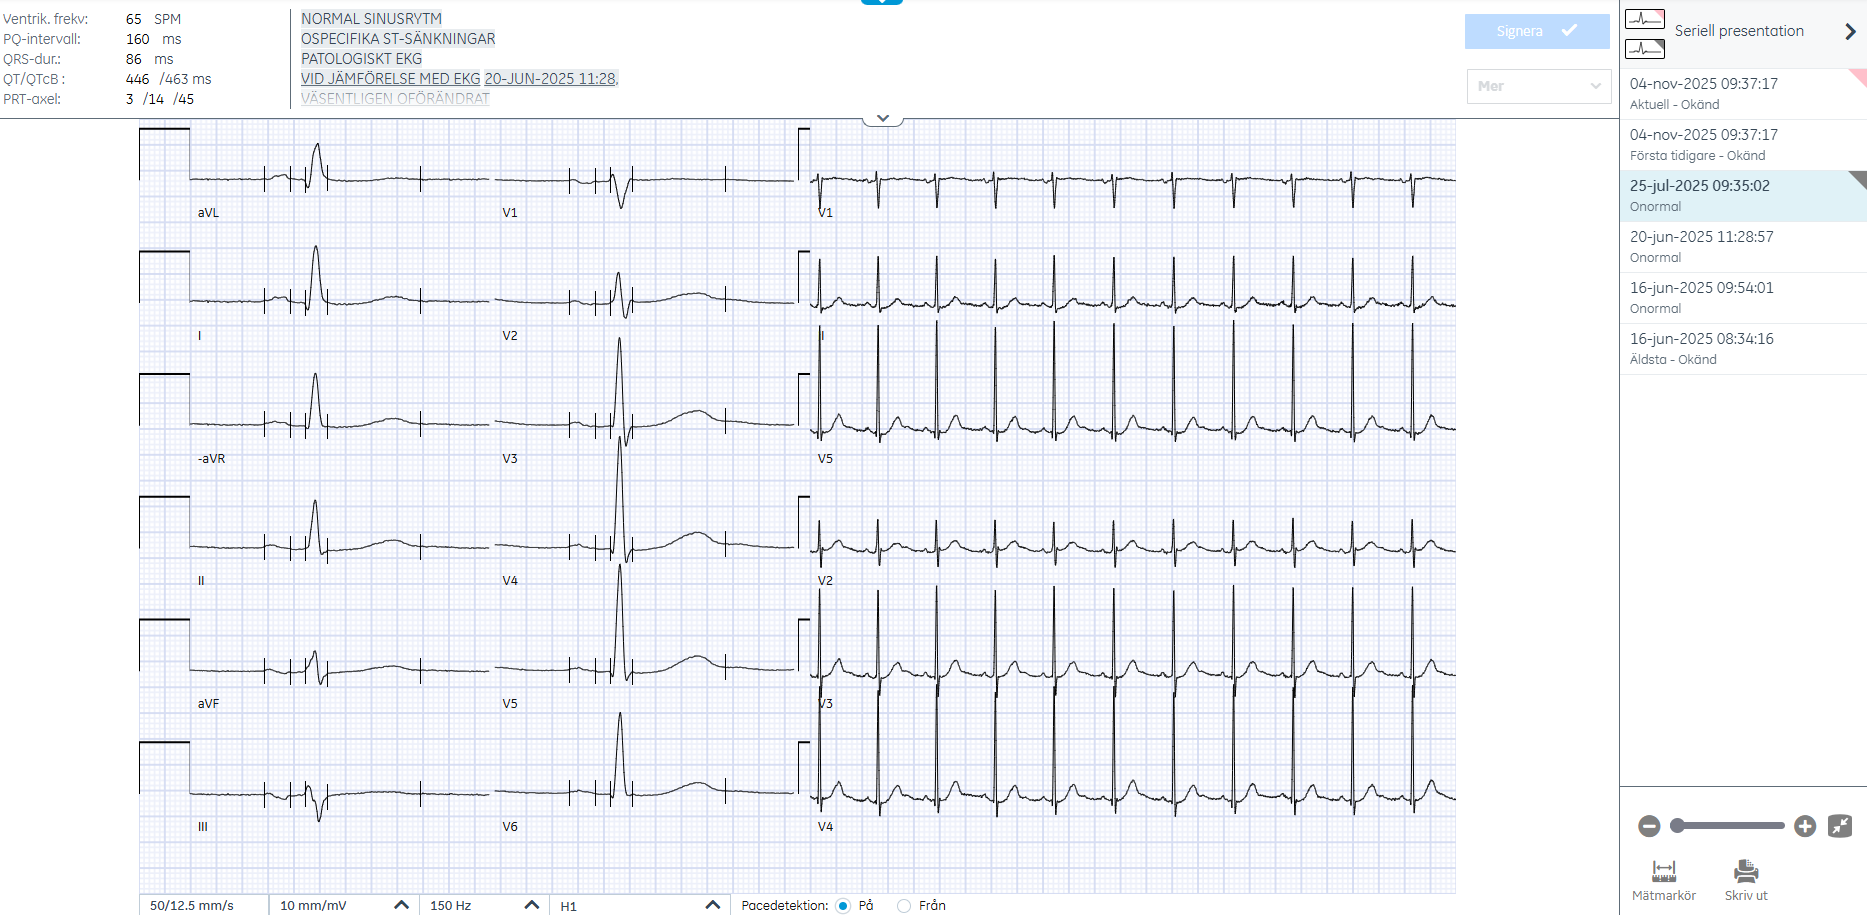 Ventrik. frekv: 65 SPM
PQ-intervall: 160 ms
QRS-dur.: 86 ms
QT/QTcB : 446 /463 ms
PRT-axel: 3 /14 /45
NORMAL SINUSRYTM
OSPECIFIKA ST-SÄNKNINGAR
PATOLOGISKT EKG
VID JÄMFÖRELSE MED EKG 20-JUN-2025 11:28,
VÄSENTLIGEN OFÖRÄNDRAT
Signera
Mer
Seriell presentation
04-nov-2025 09:37:17
Aktuell - Okänd
04-nov-2025 09:37:17
Första tidigare - Okänd
25-jul-2025 09:35:02
Onormal
20-jun-2025 11:28:57
Onormal
16-jun-2025 09:54:01
Onormal
16-jun-2025 08:34:16
Äldsta - Okänd
aVL V1 V1
I V2 II
-aVR V3 V5
II V4 V2
aVF V5 V3
III V6 V4
50/12.5 mm/s 10 mm/mV 150 Hz H1 Pacedetektion: På Från
Mätmarkör Skriv ut